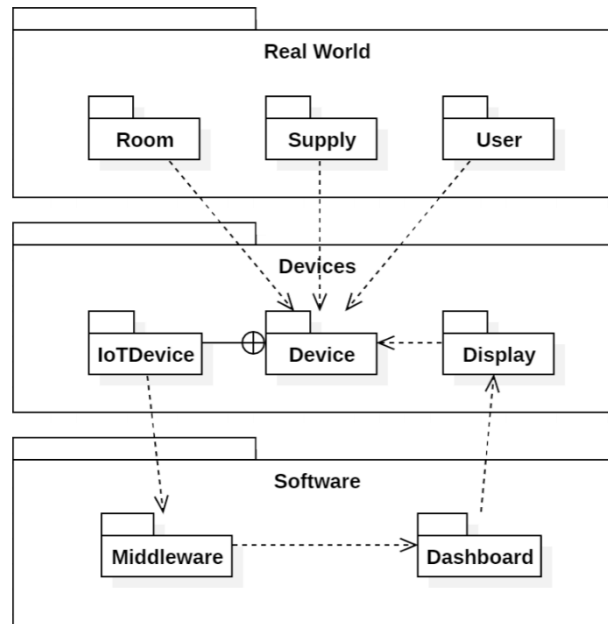 Real World
Room
Supply
User
Devices
IoTDevice
Device
Display
Software
Middleware
Dashboard